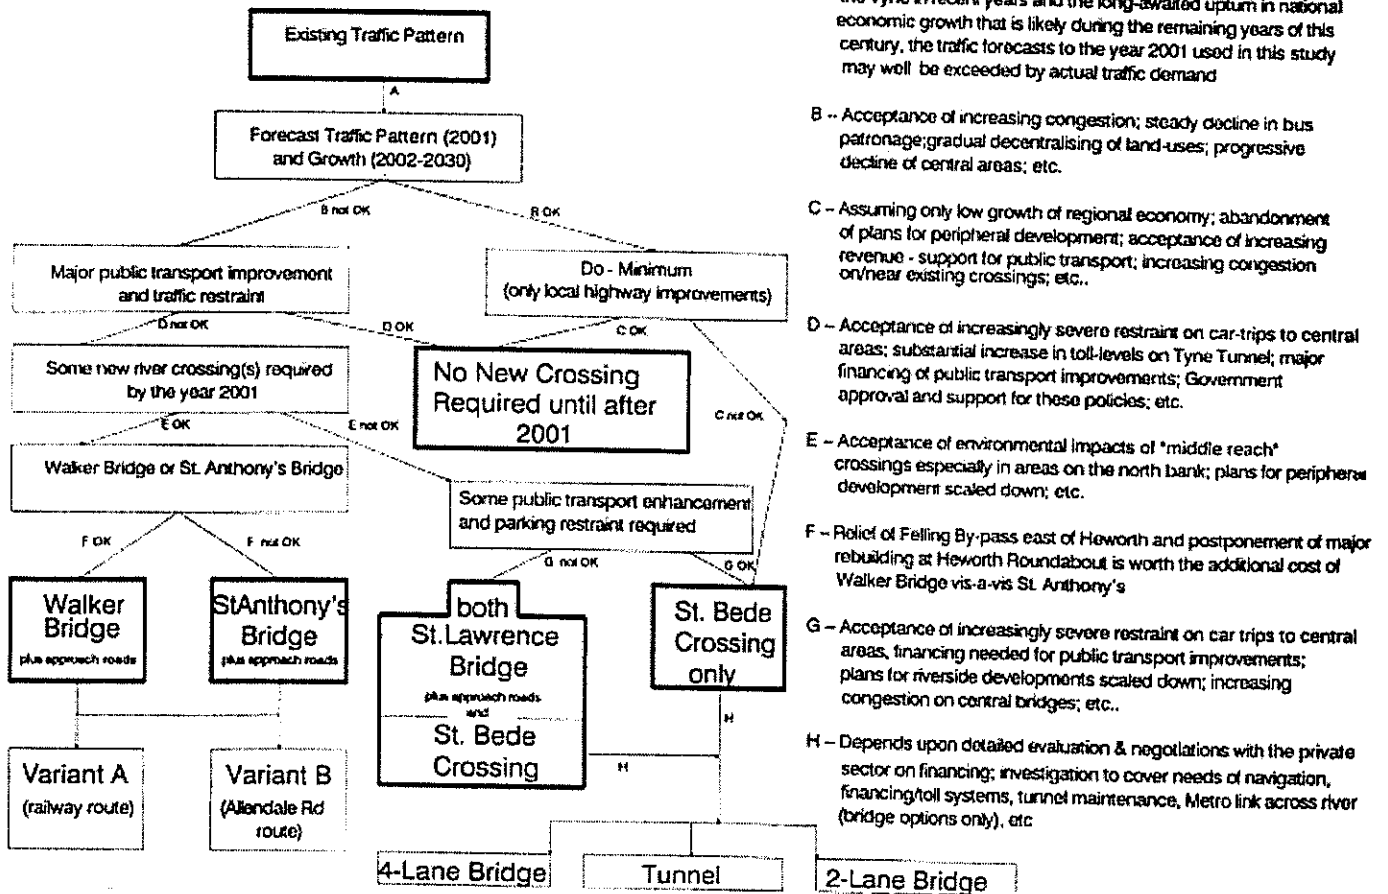 Existing Traffic Pattern
A
Forecast Traffic Pattern (2001)
and Growth (2002-2030)
B not OK
B OK
Major public transport improvement
and traffic restraint
Do - Minimum
(only local highway improvements)
D not OK
D OK
C OK
Some new river crossing(s) required
by the year 2001
No New Crossing
Required until after
2001
C not OK
E OK
E not OK
Walker Bridge or St. Anthony's Bridge
Some public transport enhancement
and parking restraint required
F OK
F not OK
G not OK
G OK
Walker
Bridge
plus approach roads
StAnthony's
Bridge
plus approach roads
both
St.Lawrence
Bridge
plus approach roads
and
St. Bede
Crossing
St. Bede
Crossing
only
H
H
Variant A
(railway route)
Variant B
(Allendale Rd
route)
4-Lane Bridge
Tunnel
2-Lane Bridge
the Tyne in recent years and the long-awaited upturn in national
economic growth that is likely during the remaining years of this
century, the traffic forecasts to the year 2001 used in this study
may well be exceeded by actual traffic demand
B -- Acceptance of increasing congestion; steady decline in bus
patronage;gradual decentralising of land-uses; progressive
decline of central areas; etc.
C – Assuming only low growth of regional economy; abandonment
of plans for peripheral development; acceptance of increasing
revenue - support for public transport; increasing congestion
on/near existing crossings; etc..
D – Acceptance of increasingly severe restraint on car-trips to central
areas; substantial increase in toll-levels on Tyne Tunnel; major
financing of public transport improvements; Government
approval and support for these policies; etc.
E – Acceptance of environmental impacts of "middle reach"
crossings especially in areas on the north bank; plans for peripheral
development scaled down; etc.
F – Relief of Felling By-pass east of Heworth and postponement of major
rebuilding at Heworth Roundabout is worth the additional cost of
Walker Bridge vis-a-vis St. Anthony's
G – Acceptance of increasingly severe restraint on car trips to central
areas, financing needed for public transport improvements;
plans for riverside developments scaled down; increasing
congestion on central bridges; etc..
H – Depends upon detailed evaluation & negotiations with the private
sector on financing; investigation to cover needs of navigation,
financing/toll systems, tunnel maintenance, Metro link across river
(bridge options only), etc